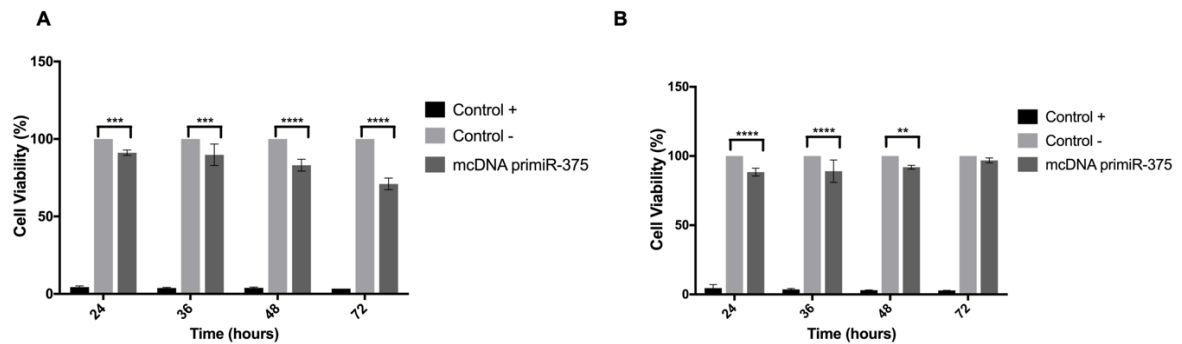 A
150
100
50
0
Cell Viability (%)
*** *** **** ****
24 36 48 72
Time (hours)
Control +
Control -
mcDNA primiR-375
B
150
100
50
0
Cell Viability (%)
**** **** **
24 36 48 72
Time (hours)
Control +
Control -
mcDNA primiR-375